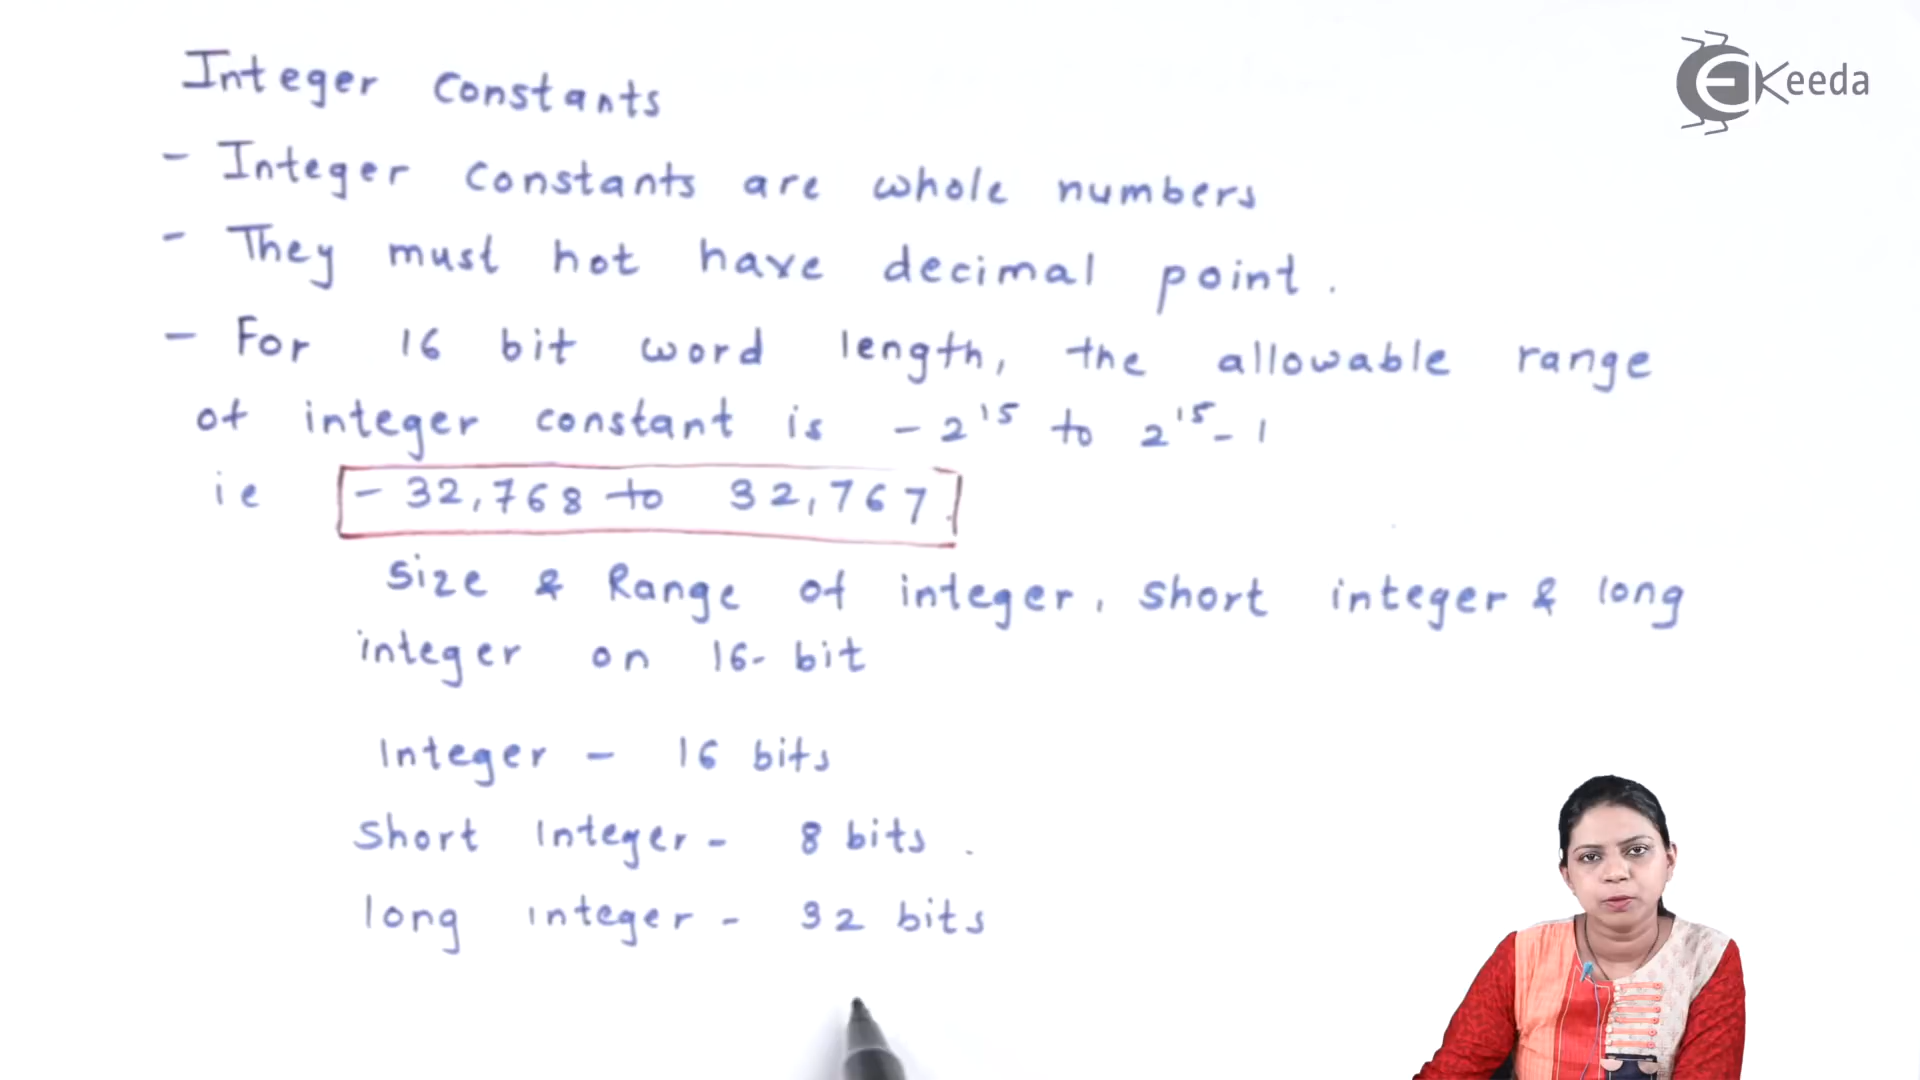 Integer Constants
EKeeda
- Integer Constants are whole numbers
- They must not have decimal point.
- For 16 bit word length, the allowable range
of integer constant is - 2¹⁵ to 2¹⁵ - 1
ie - 32,768 to 32,767
Size & Range of integer, short integer & long
integer on 16-bit
Integer - 16 bits
Short Integer - 8 bits
long integer - 32 bits